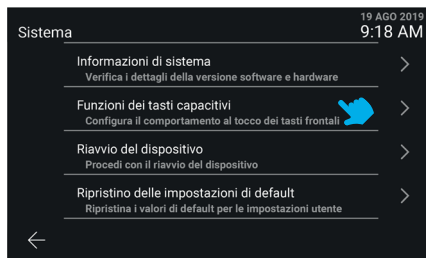 19 AGO 2019
Sistema
9:18 AM
Informazioni di sistema
Verifica i dettagli della versione software e hardware
Funzioni dei tasti capacitivi
Configura il comportamento al tocco dei tasti frontali
Riavvio del dispositivo
Procedi con il riavvio del dispositivo
Ripristino delle impostazioni di default
Ripristina i valori di default per le impostazioni utente